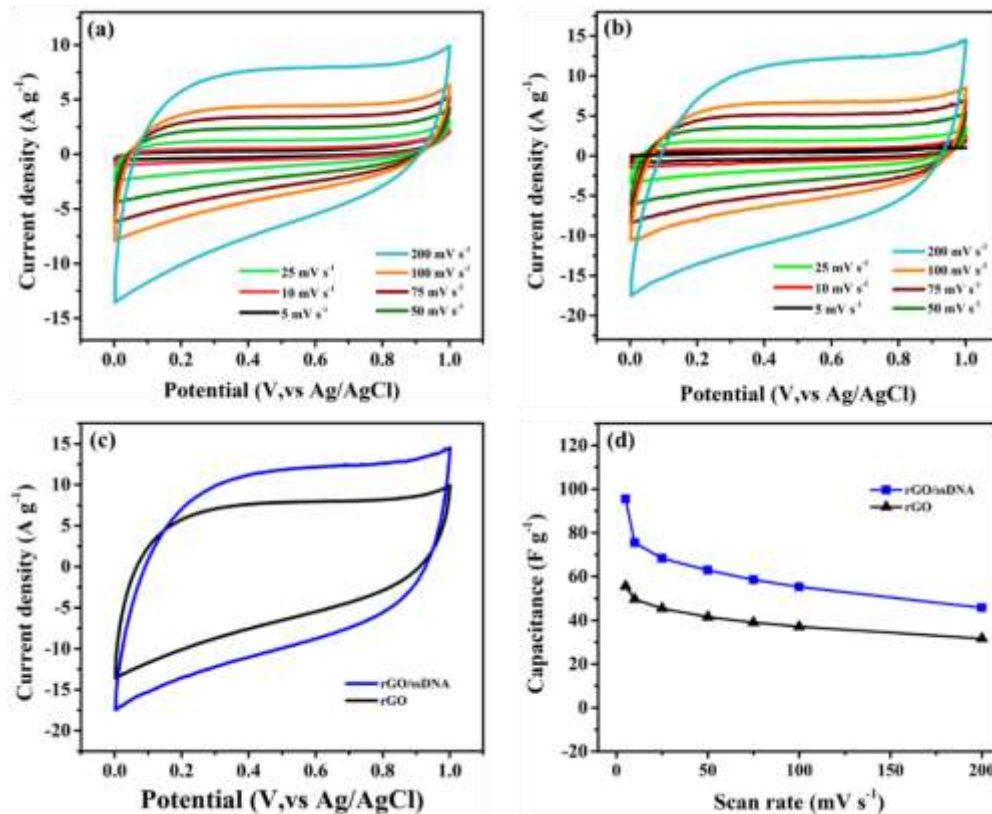 (a)
10
5
0
-5
-10
-15
Current density (A g⁻¹)
25 mV s⁻¹
10 mV s⁻¹
5 mV s⁻¹
200 mV s⁻¹
100 mV s⁻¹
75 mV s⁻¹
50 mV s⁻¹
0.0 0.2 0.4 0.6 0.8 1.0
Potential (V,vs Ag/AgCl)
(b)
15
10
5
0
-5
-10
-15
-20
Current density (A g⁻¹)
25 mV s⁻¹
10 mV s⁻¹
5 mV s⁻¹
200 mV s⁻¹
100 mV s⁻¹
75 mV s⁻¹
50 mV s⁻¹
0.0 0.2 0.4 0.6 0.8 1.0
Potential (V,vs Ag/AgCl)
(c)
15
10
5
0
-5
-10
-15
-20
Current density (A g⁻¹)
rGO/ssDNA
rGO
0.0 0.2 0.4 0.6 0.8 1.0
Potential (V,vs Ag/AgCl)
(d)
120
100
80
60
40
20
0
-20
Capacitance (F g⁻¹)
rGO/ssDNA
rGO
0 50 100 150 200
Scan rate (mV s⁻¹)